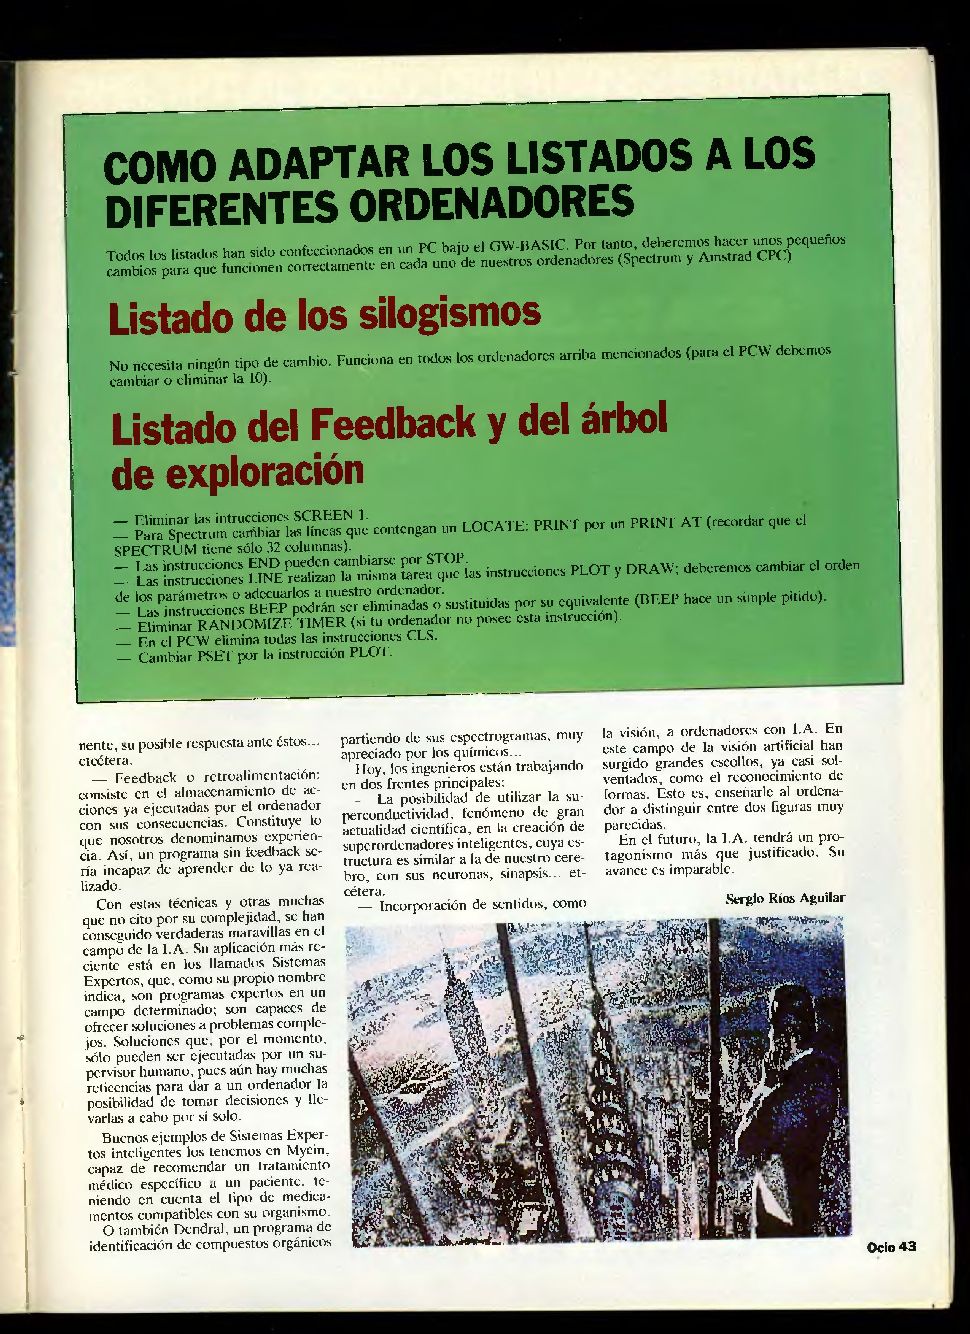 COMO ADAPTAR LOS LISTADOS A LOS
DIFERENTES ORDENADORES
Todos los listados han sido confeccionados en un PC bajo el GW-BASIC. Por tanto, deberemos hacer unos pequeños
cambios para que funcionen correctamente en cada uno de nuestros ordenadores (Spectrum y Amstrad CPC)
Listado de los silogismos
No necesita ningún tipo de cambio. Funciona en todos los ordenadores arriba mencionados (para el PCW debemos
cambiar o eliminar la 10).
Listado del Feedback y del árbol
de exploración
— Eliminar las intrucciones SCREEN 1.
— Para Spectrum cambiar las líneas que contengan un LOCATE: PRINT por un PRINT AT (recordar que el
SPECTRUM tiene sólo 32 columnas).
— Las instrucciones END pueden cambiarse por STOP.
— Las instrucciones LINE realizan la misma tarea que las instrucciones PLOT y DRAW; deberemos cambiar el orden
de los parámetros o adecuarlos a nuestro ordenador.
— Las instrucciones BEEP podrán ser eliminadas o sustituidas por su equivalente (BEEP hace un simple pitido).
— Eliminar RANDOMIZE TIMER (si tu ordenador no posee esta instrucción).
— En el PCW elimina todas las instrucciones CLS.
— Cambiar PSET por la instrucción PLOT.
nente, su posible respuesta ante éstos...
etcétera.
— Feedback o retroalimentación:
consiste en el almacenamiento de ac-
ciones ya ejecutadas por el ordenador
con sus consecuencias. Constituye lo
que nosotros denominamos experien-
cia. Así, un programa sin feedback se-
ría incapaz de aprender de lo ya rea-
lizado.
Con estas técnicas y otras muchas
que no cito por su complejidad, se han
conseguido verdaderas maravillas en el
campo de la I.A. Su aplicación más re-
ciente está en los llamados Sistemas
Expertos, que, como su propio nombre
indica, son programas expertos en un
campo determinado; son capaces de
ofrecer soluciones a problemas comple-
jos. Soluciones que, por el momento,
sólo pueden ser ejecutadas por un su-
pervisor humano, pues aún hay muchas
reticencias para dar a un ordenador la
posibilidad de tomar decisiones y lle-
varlas a cabo por sí solo.
Buenos ejemplos de Sistemas Exper-
tos inteligentes los tenemos en Mycin,
capaz de recomendar un tratamiento
médico específico a un paciente, te-
niendo en cuenta el tipo de medica-
mentos compatibles con su organismo.
O también Dendral, un programa de
identificación de compuestos orgánicos
partiendo de sus espectrogramas, muy
apreciado por los químicos...
Hoy, los ingenieros están trabajando
en dos frentes principales:
— La posibilidad de utilizar la su-
perconductividad, fenómeno de gran
actualidad científica, en la creación de
superordenadores inteligentes, cuya es-
tructura es similar a la de nuestro cere-
bro, con sus neuronas, sinapsis... et-
cétera.
— Incorporación de sentidos, como
la visión, a ordenadores con I.A. En
este campo de la visión artificial han
surgido grandes escollos, ya casi sol-
ventados, como el reconocimiento de
formas. Esto es, enseñarle al ordena-
dor a distinguir entre dos figuras muy
parecidas.
En el futuro, la I.A. tendrá un pro-
tagonismo más que justificado. Su
avance es imparable.
Sergio Ríos Aguilar
Ocio 43